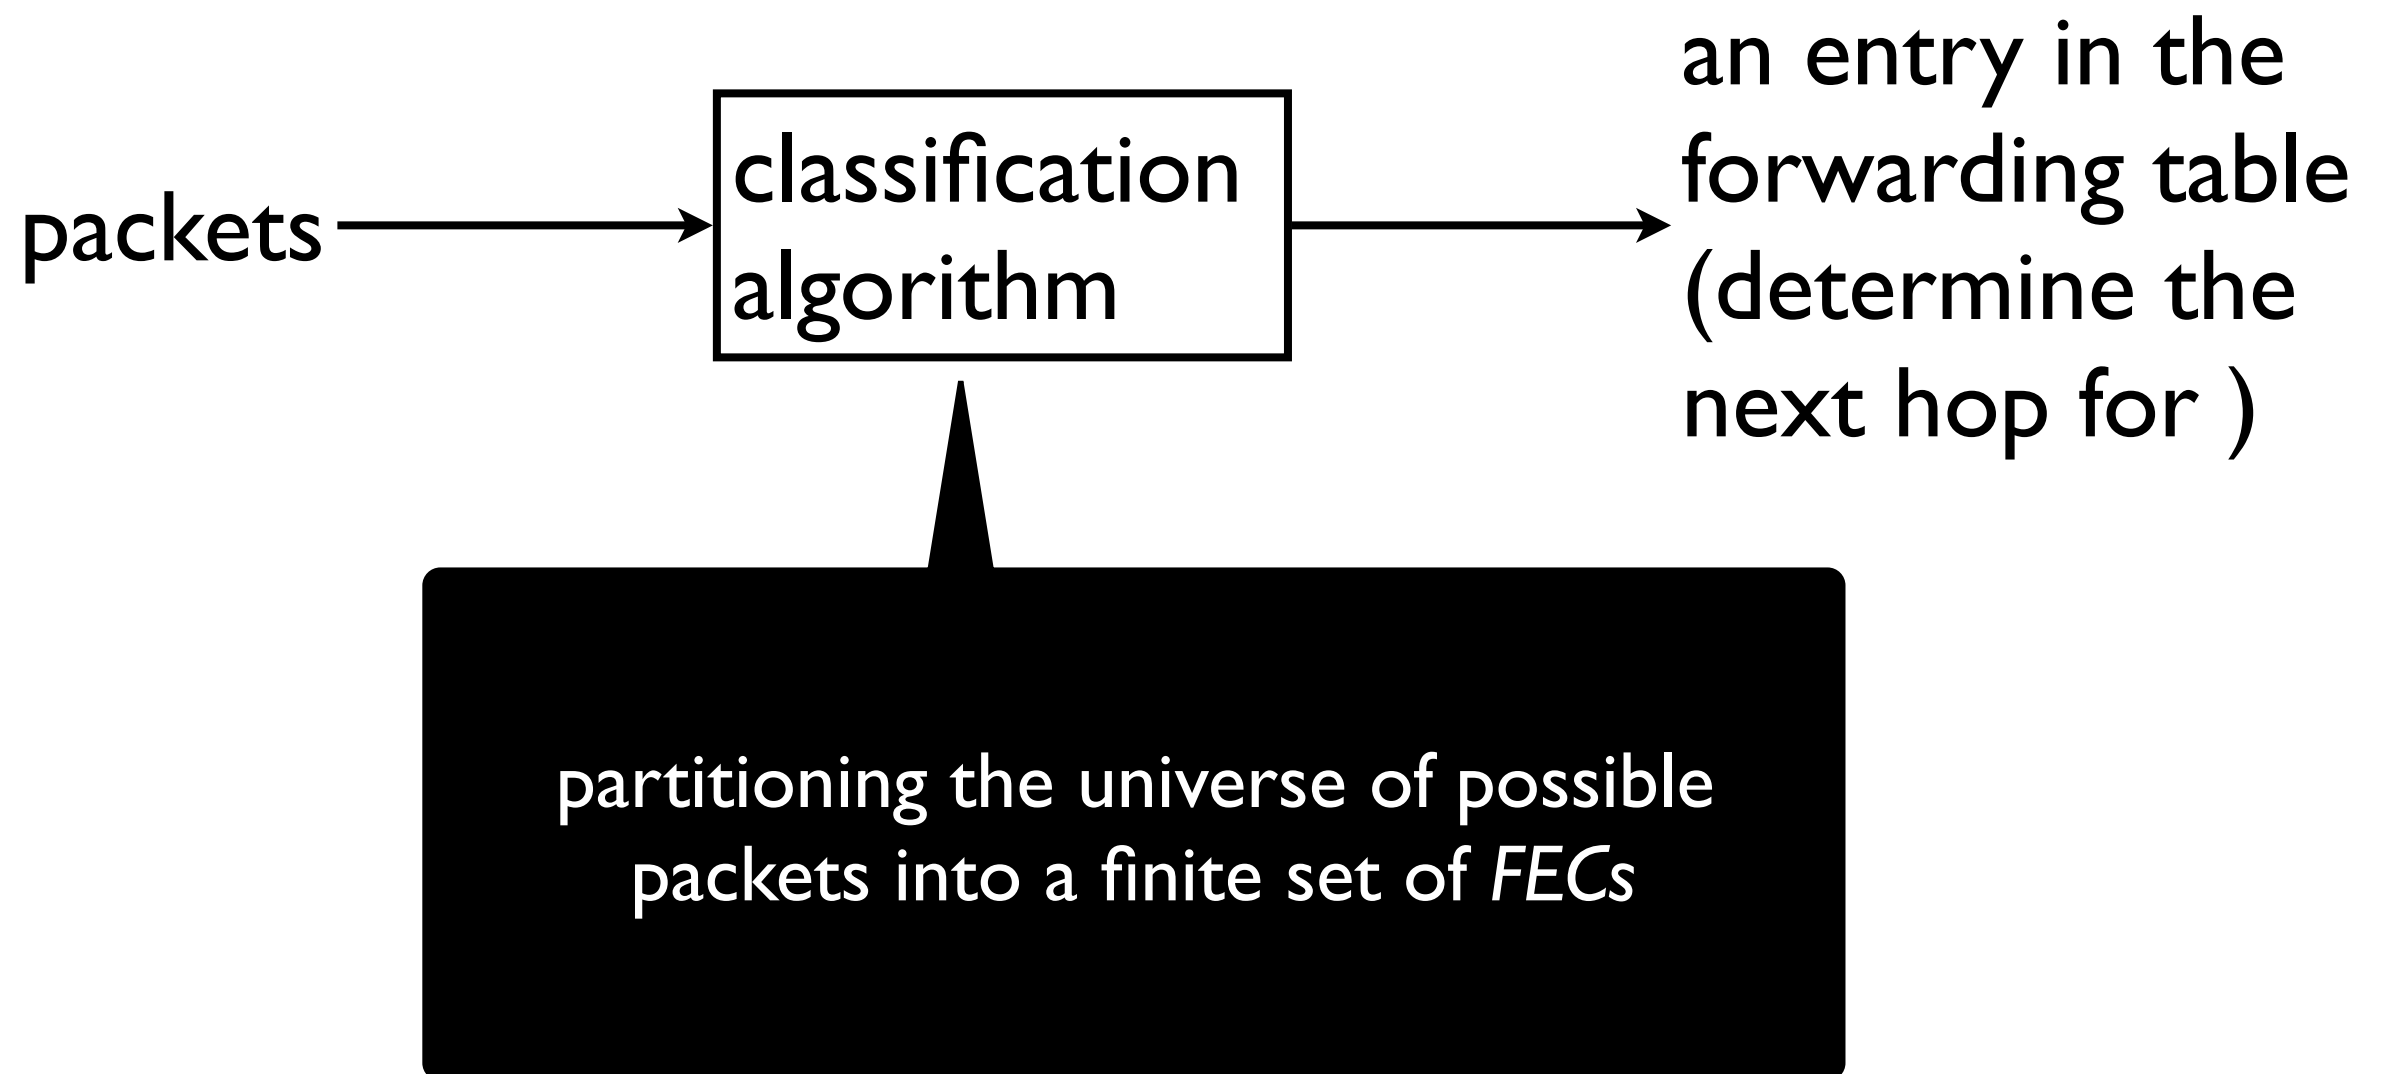 packets
classification
algorithm
an entry in the
forwarding table
(determine the
next hop for )
partitioning the universe of possible
packets into a finite set of FECs